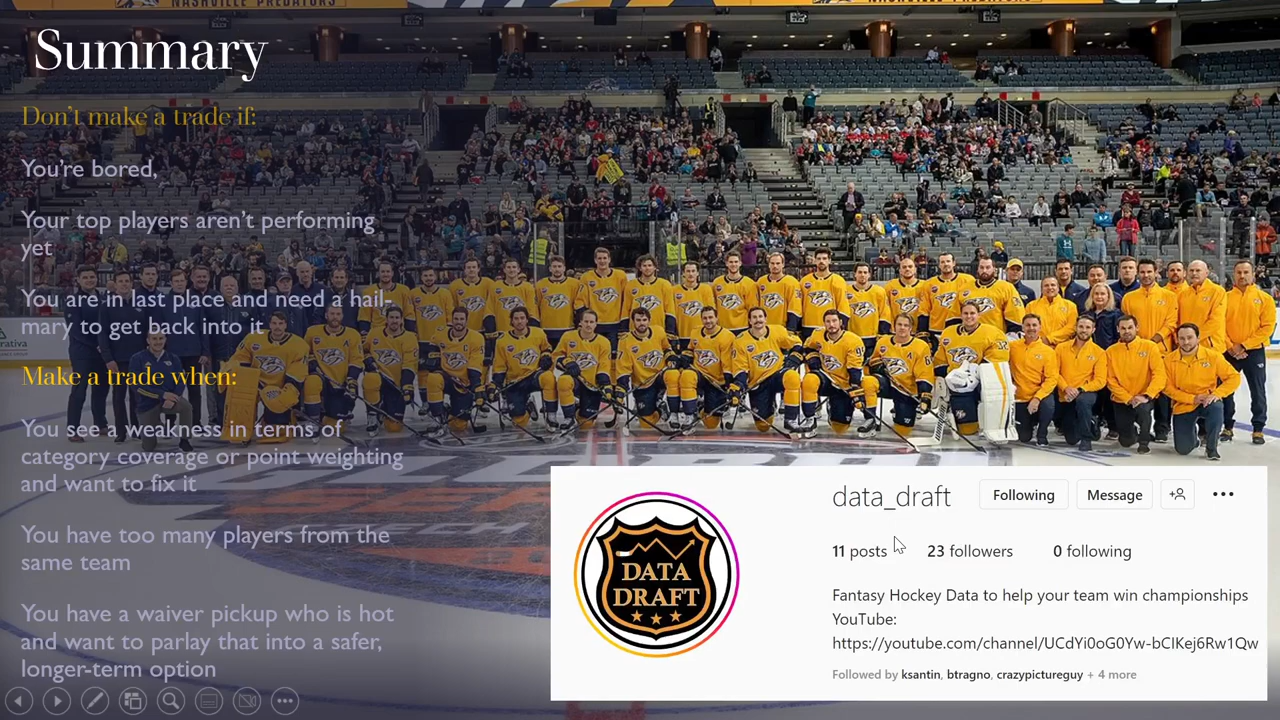 NASHVILLE PREDATORS
NASHVILLE PREDATORS
Summary
Don't make a trade if:
You're bored,
Your top players aren't performing
yet
You are in last place and need a hail-
mary to get back into it
Make a trade when:
You see a weakness in terms of
category coverage or point weighting
and want to fix it
You have too many players from the
same team
You have a waiver pickup who is hot
and want to parlay that into a safer,
longer-term option
data_draft Following Message
11 posts 23 followers 0 following
Fantasy Hockey Data to help your team win championships
YouTube:
https://youtube.com/channel/UCdYi0oG0Yw-bCIKej6Rw1Qw
Followed by ksantin, btragno, crazypictureguy + 4 more
DATA
DRAFT